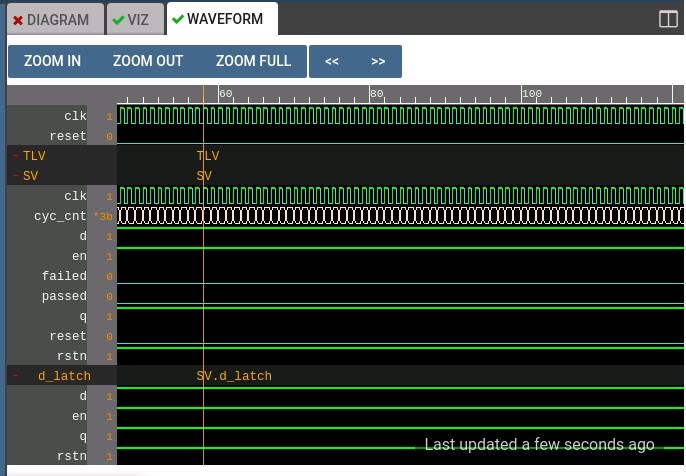 DIAGRAM VIZ WAVEFORM
ZOOM IN ZOOM OUT ZOOM FULL << >>
60 80 100
clk 1
reset 0
- TLV TLV
- SV SV
clk 1
cyc_cnt *3b
d 1
en 1
failed 0
passed 0
q 1
reset 0
rstn 1
- d_latch SV.d_latch
d 1
en 1
q 1
Last updated a few seconds ago
rstn 1